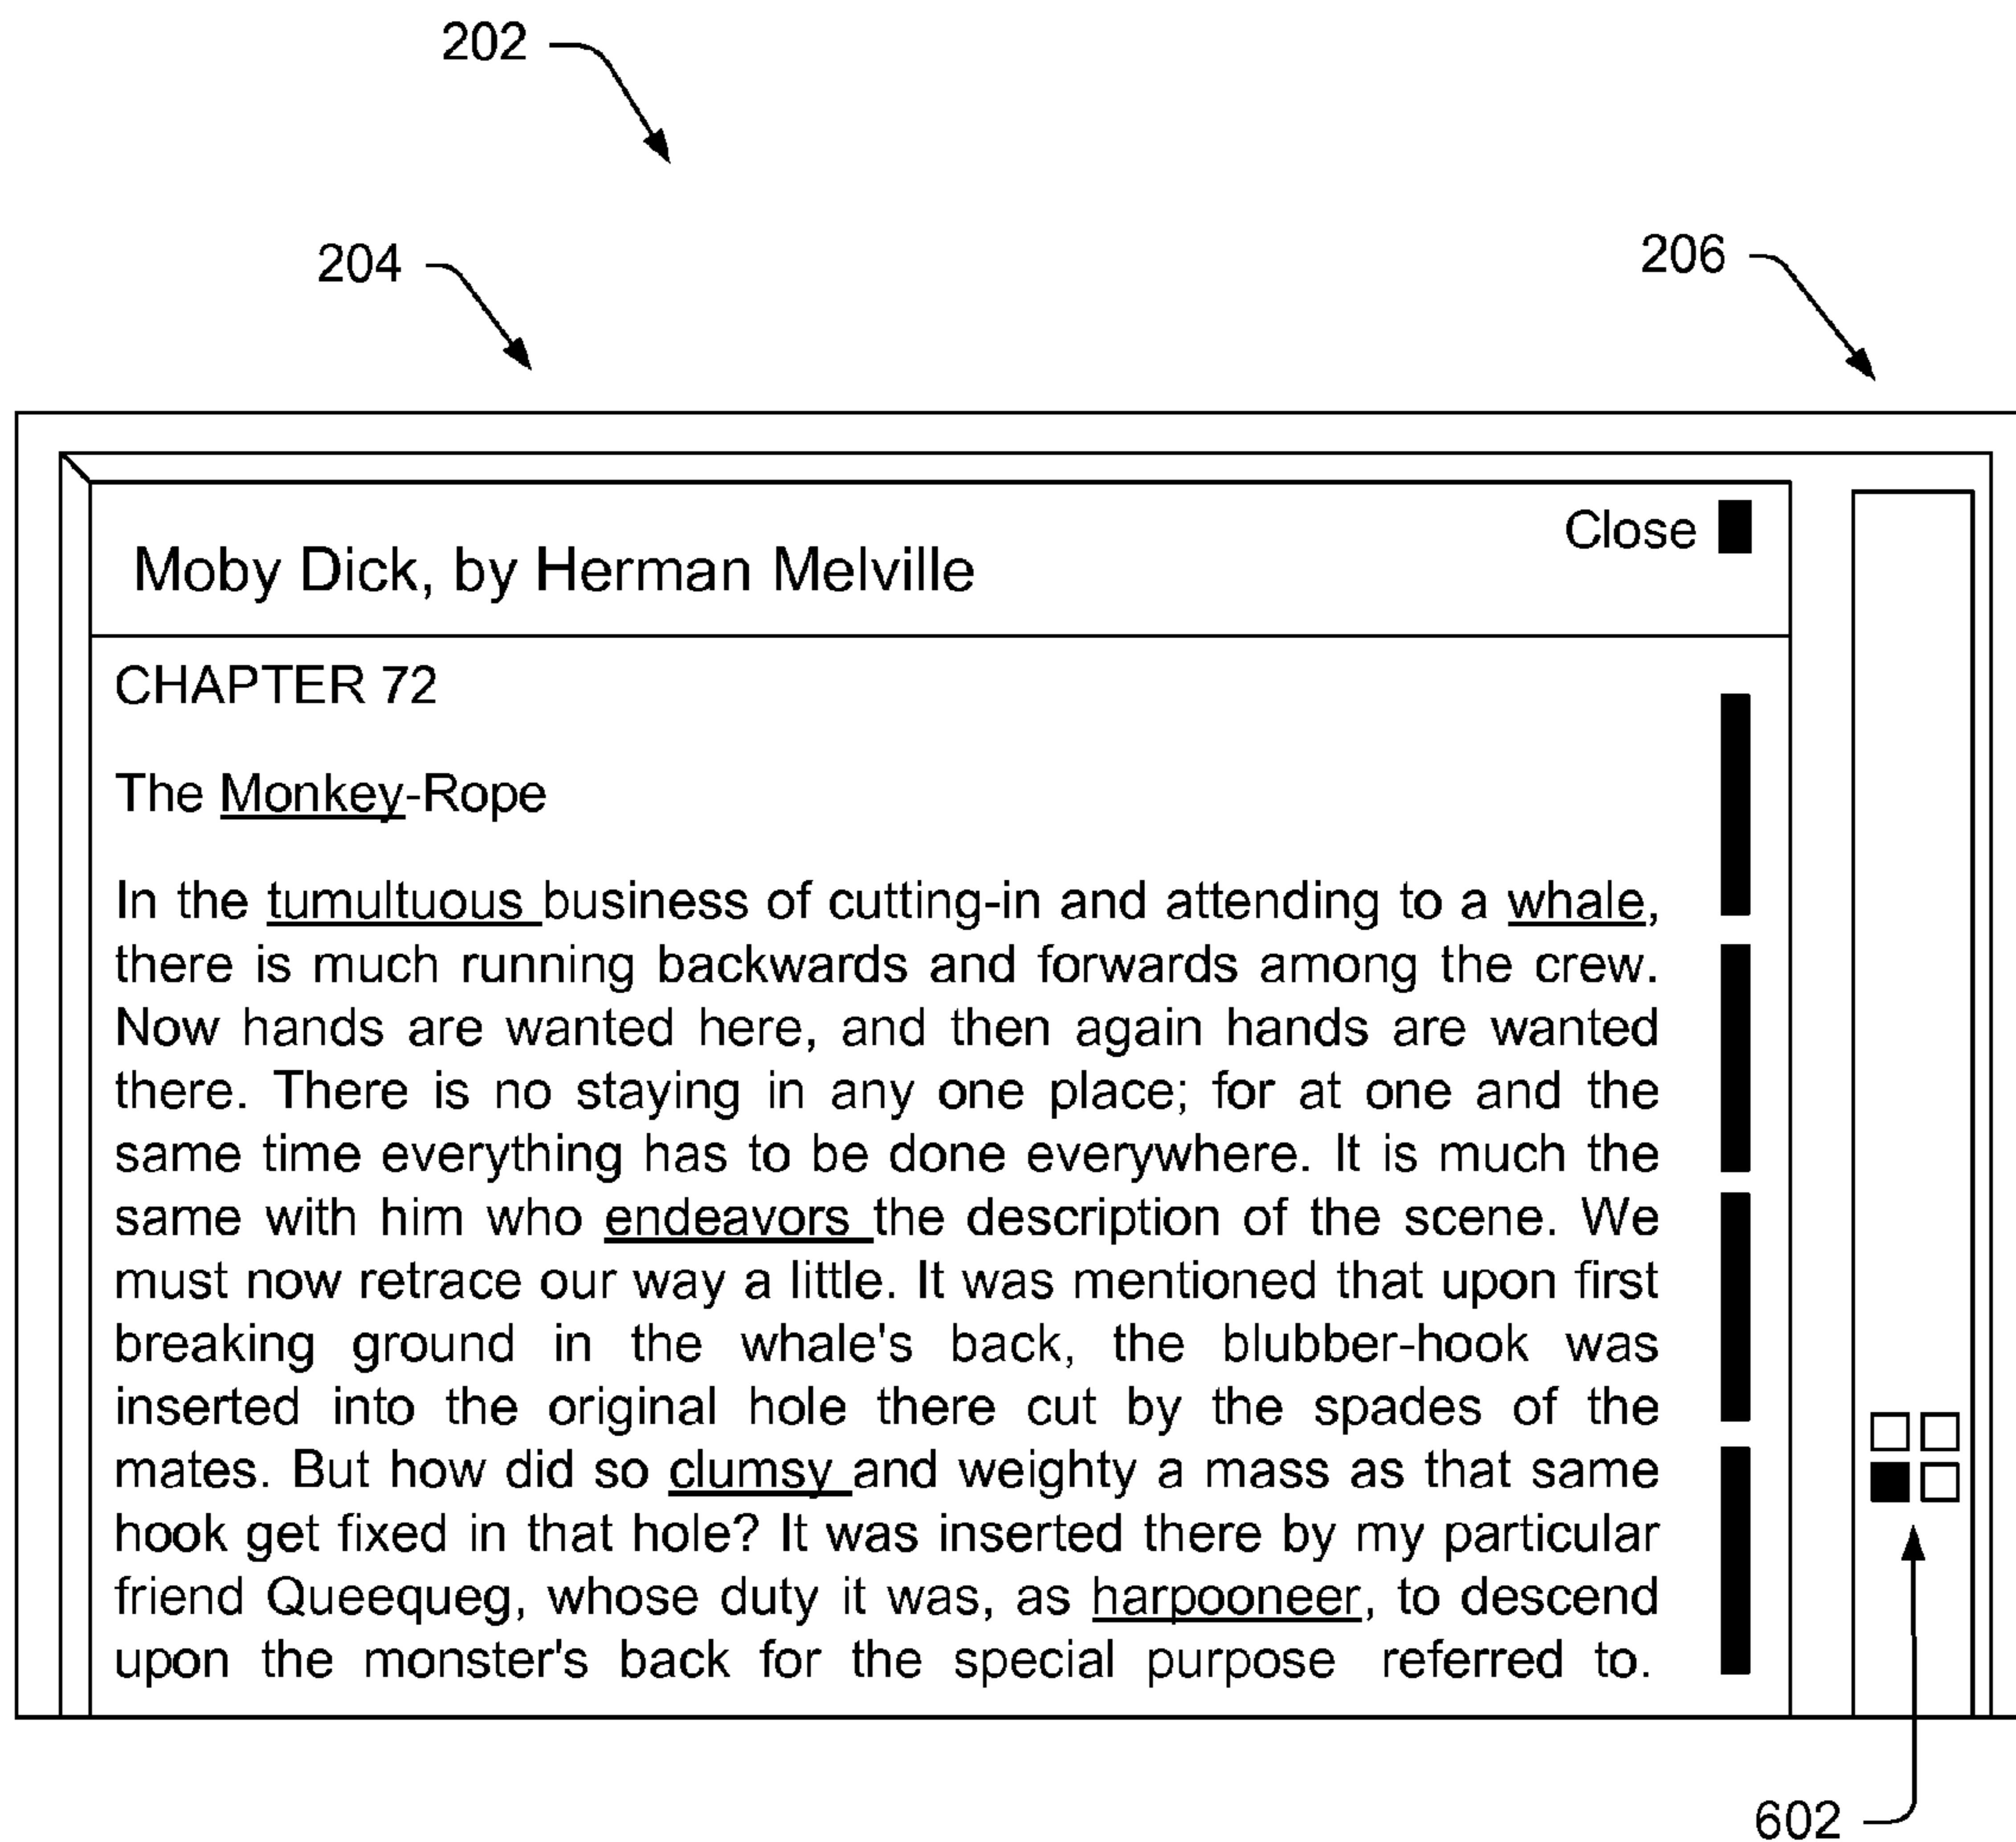 202
204
206
Close
Moby Dick, by Herman Melville
CHAPTER 72
The Monkey-Rope
In the tumultuous business of cutting-in and attending to a whale,
there is much running backwards and forwards among the crew.
Now hands are wanted here, and then again hands are wanted
there. There is no staying in any one place; for at one and the
same time everything has to be done everywhere. It is much the
same with him who endeavors the description of the scene. We
must now retrace our way a little. It was mentioned that upon first
breaking ground in the whale's back, the blubber-hook was
inserted into the original hole there cut by the spades of the
mates. But how did so clumsy and weighty a mass as that same
hook get fixed in that hole? It was inserted there by my particular
friend Queequeg, whose duty it was, as harpooneer, to descend
upon the monster's back for the special purpose referred to.
602